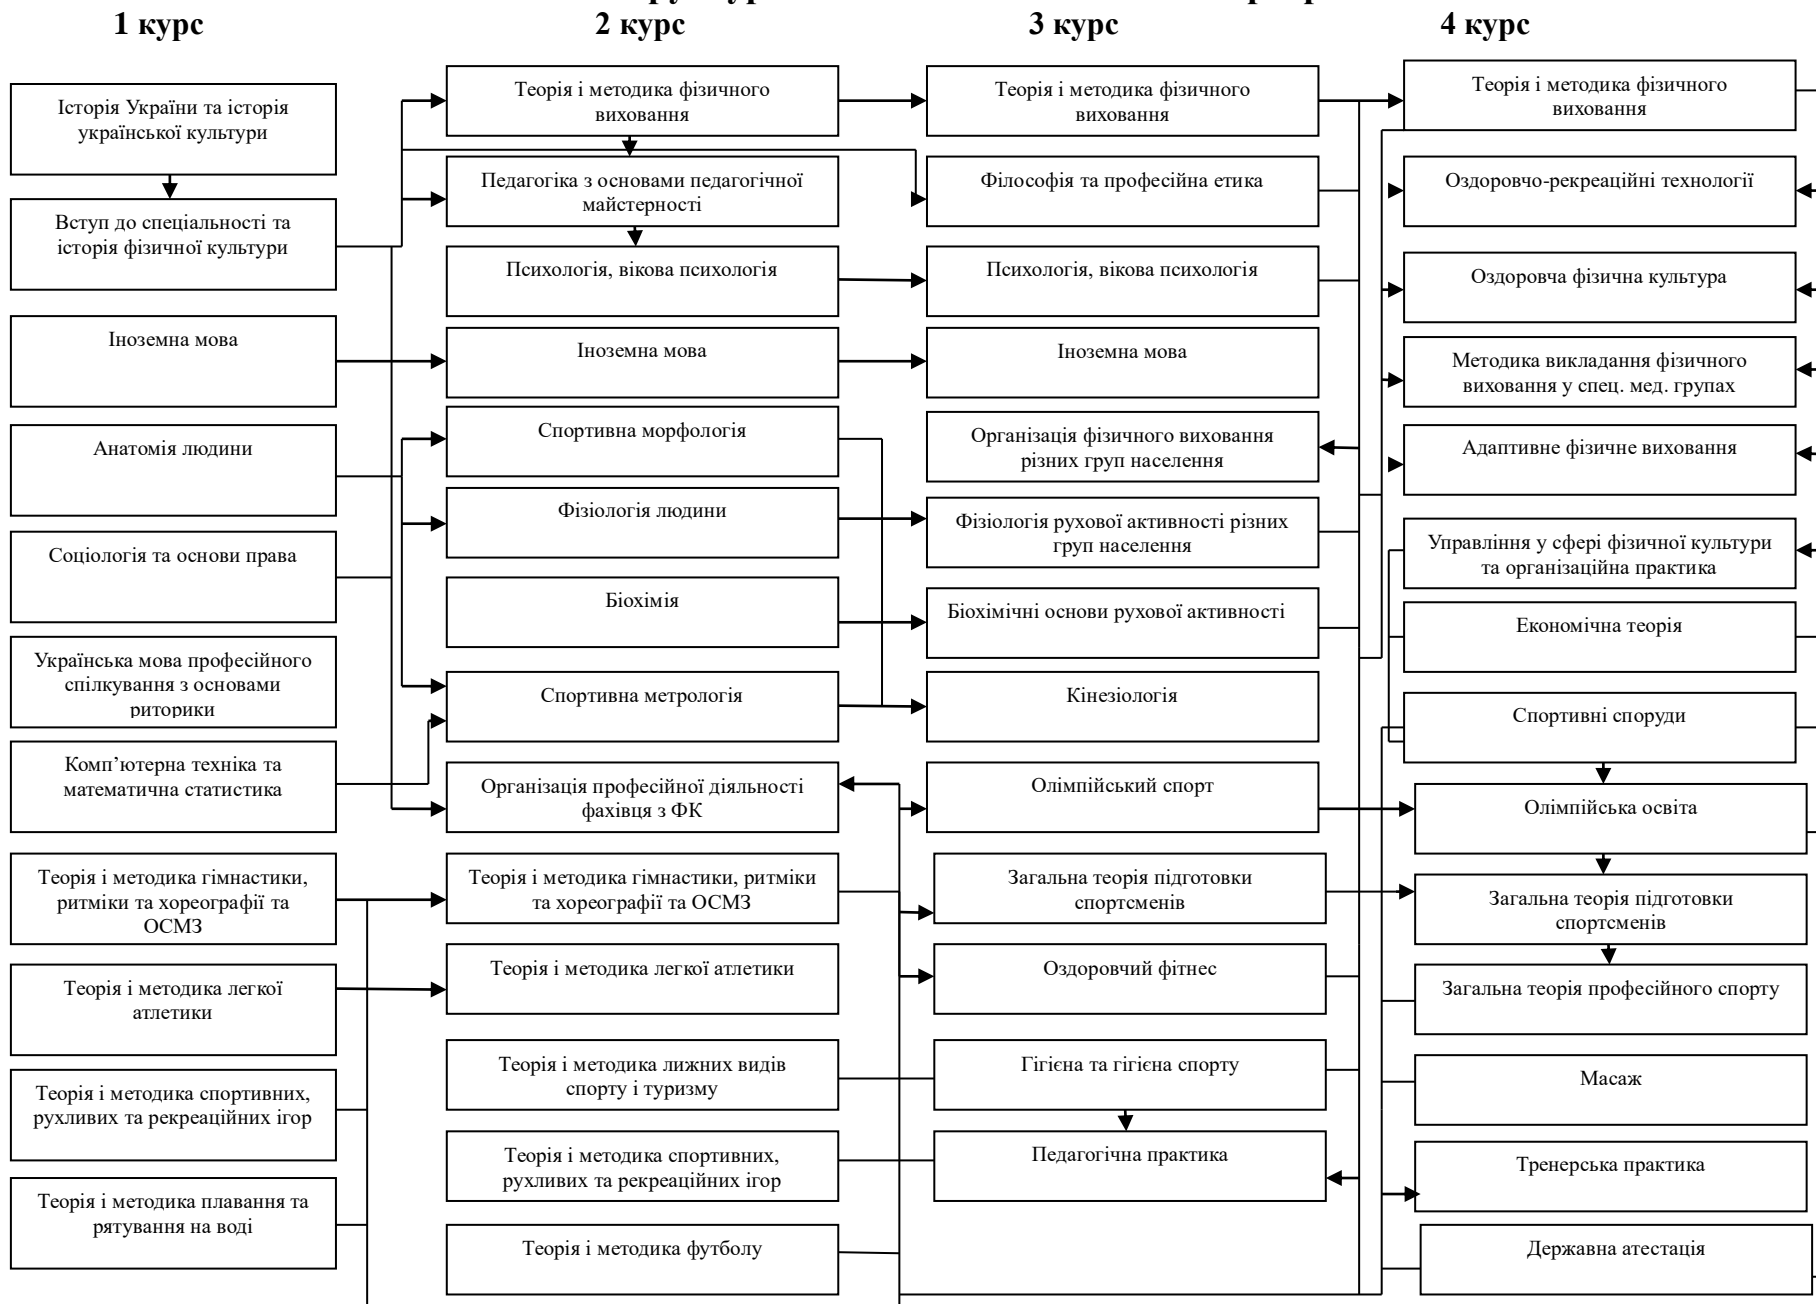 1 курс
2 курс
3 курс
4 курс
Історія України та історія
української культури
Вступ до спеціальності та
історія фізичної культури
Іноземна мова
Анатомія людини
Соціологія та основи права
Українська мова професійного
спілкування з основами
риторики
Комп’ютерна техніка та
математична статистика
Теорія і методика гімнастики,
ритміки та хореографії та
ОСМЗ
Теорія і методика легкої
атлетики
Теорія і методика спортивних,
рухливих та рекреаційних ігор
Теорія і методика плавання та
рятування на воді
Теорія і методика фізичного
виховання
Педагогіка з основами педагогічної
майстерності
Психологія, вікова психологія
Іноземна мова
Спортивна морфологія
Фізіологія людини
Біохімія
Спортивна метрологія
Організація професійної діяльності
фахівця з ФК
Теорія і методика гімнастики, ритміки
та хореографії та ОСМЗ
Теорія і методика легкої атлетики
Теорія і методика лижних видів
спорту і туризму
Теорія і методика спортивних,
рухливих та рекреаційних ігор
Теорія і методика футболу
Теорія і методика фізичного
виховання
Філософія та професійна етика
Психологія, вікова психологія
Іноземна мова
Організація фізичного виховання
різних груп населення
Фізіологія рухової активності різних
груп населення
Біохімічні основи рухової активності
Кінезіологія
Олімпійський спорт
Загальна теорія підготовки
спортсменів
Оздоровчий фітнес
Гігієна та гігієна спорту
Педагогічна практика
Теорія і методика фізичного
виховання
Оздоровчо-рекреаційні технології
Оздоровча фізична культура
Методика викладання фізичного
виховання у спец. мед. групах
Адаптивне фізичне виховання
Управління у сфері фізичної культури
та організаційна практика
Економічна теорія
Спортивні споруди
Олімпійська освіта
Загальна теорія підготовки
спортсменів
Загальна теорія професійного спорту
Масаж
Тренерська практика
Державна атестація